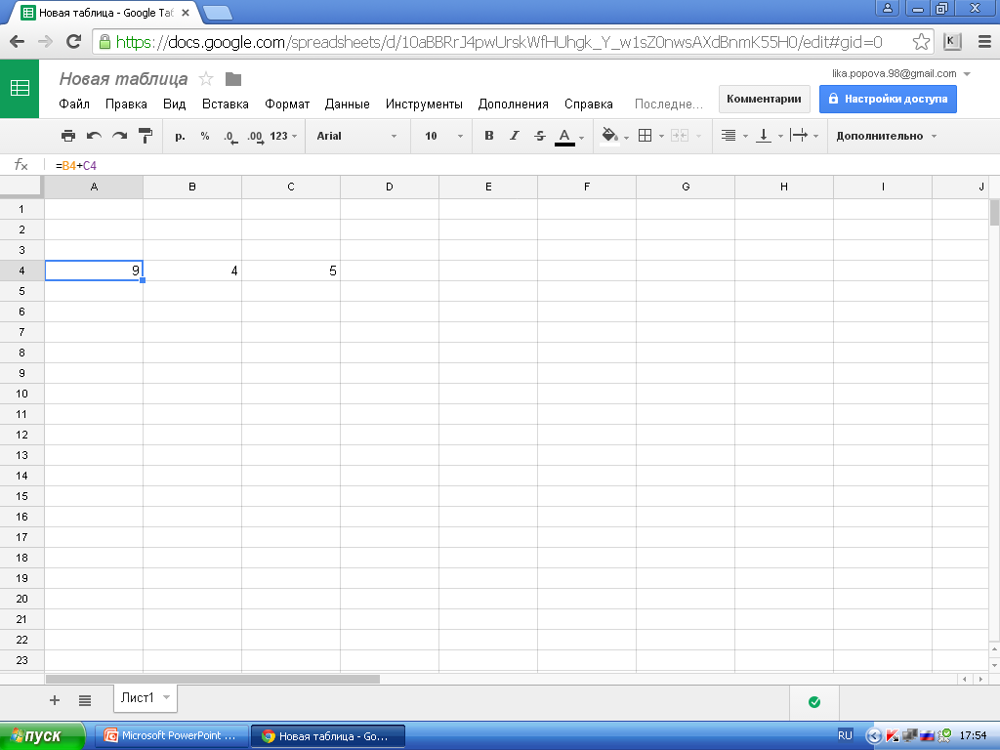 Новая таблица - Google Таб
https://docs.google.com/spreadsheets/d/10aBBRrJ4pwUrskWfHUhgk_Y_w1sZ0nwsAXdBnmK55H0/edit#gid=0
K
Новая таблица
lika.popova.98@gmail.com
Файл Правка Вид Вставка Формат Данные Инструменты Дополнения Справка Последне...
Комментарии
Настройки доступа
р. % .0 .00 123 Arial 10 B I S A Дополнительно
fx =B4+C4
A B C D E F G H I J
1
2
3
4 9 4 5
5
6
7
8
9
10
11
12
13
14
15
16
17
18
19
20
21
22
23
+ Лист1
пуск Microsoft PowerPoint ... Новая таблица - Go... RU 17:54